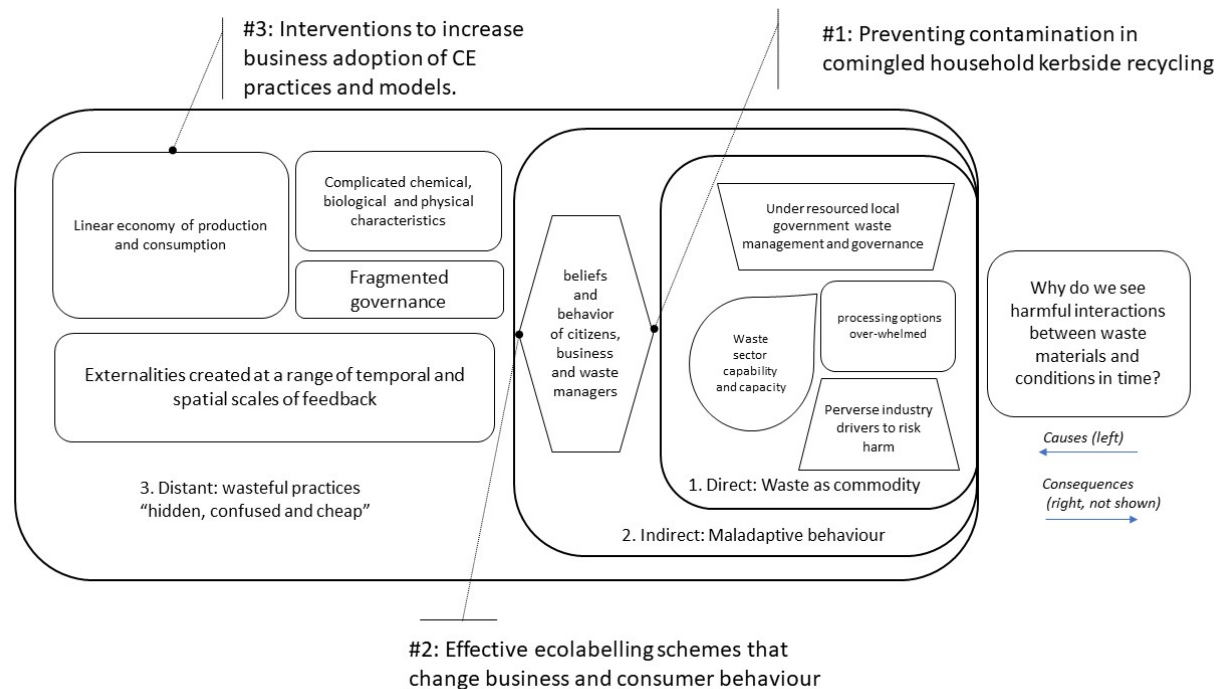 #3: Interventions to increase
business adoption of CE
practices and models.
#1: Preventing contamination in
comingled household kerbside recycling
Linear economy of production
and consumption
Complicated chemical,
biological and physical
characteristics
Fragmented
governance
Externalities created at a range of temporal and
spatial scales of feedback
3. Distant: wasteful practices
“hidden, confused and cheap”
beliefs
and
behavior
of citizens,
business
and waste
managers
Under resourced local
government waste
management and governance
processing options
over-whelmed
Waste
sector
capability
and capacity
Perverse industry
drivers to risk
harm
1. Direct: Waste as commodity
2. Indirect: Maladaptive behaviour
Why do we see
harmful interactions
between waste
materials and
conditions in time?
Causes (left)
Consequences
(right, not shown)
#2: Effective ecolabelling schemes that
change business and consumer behaviour